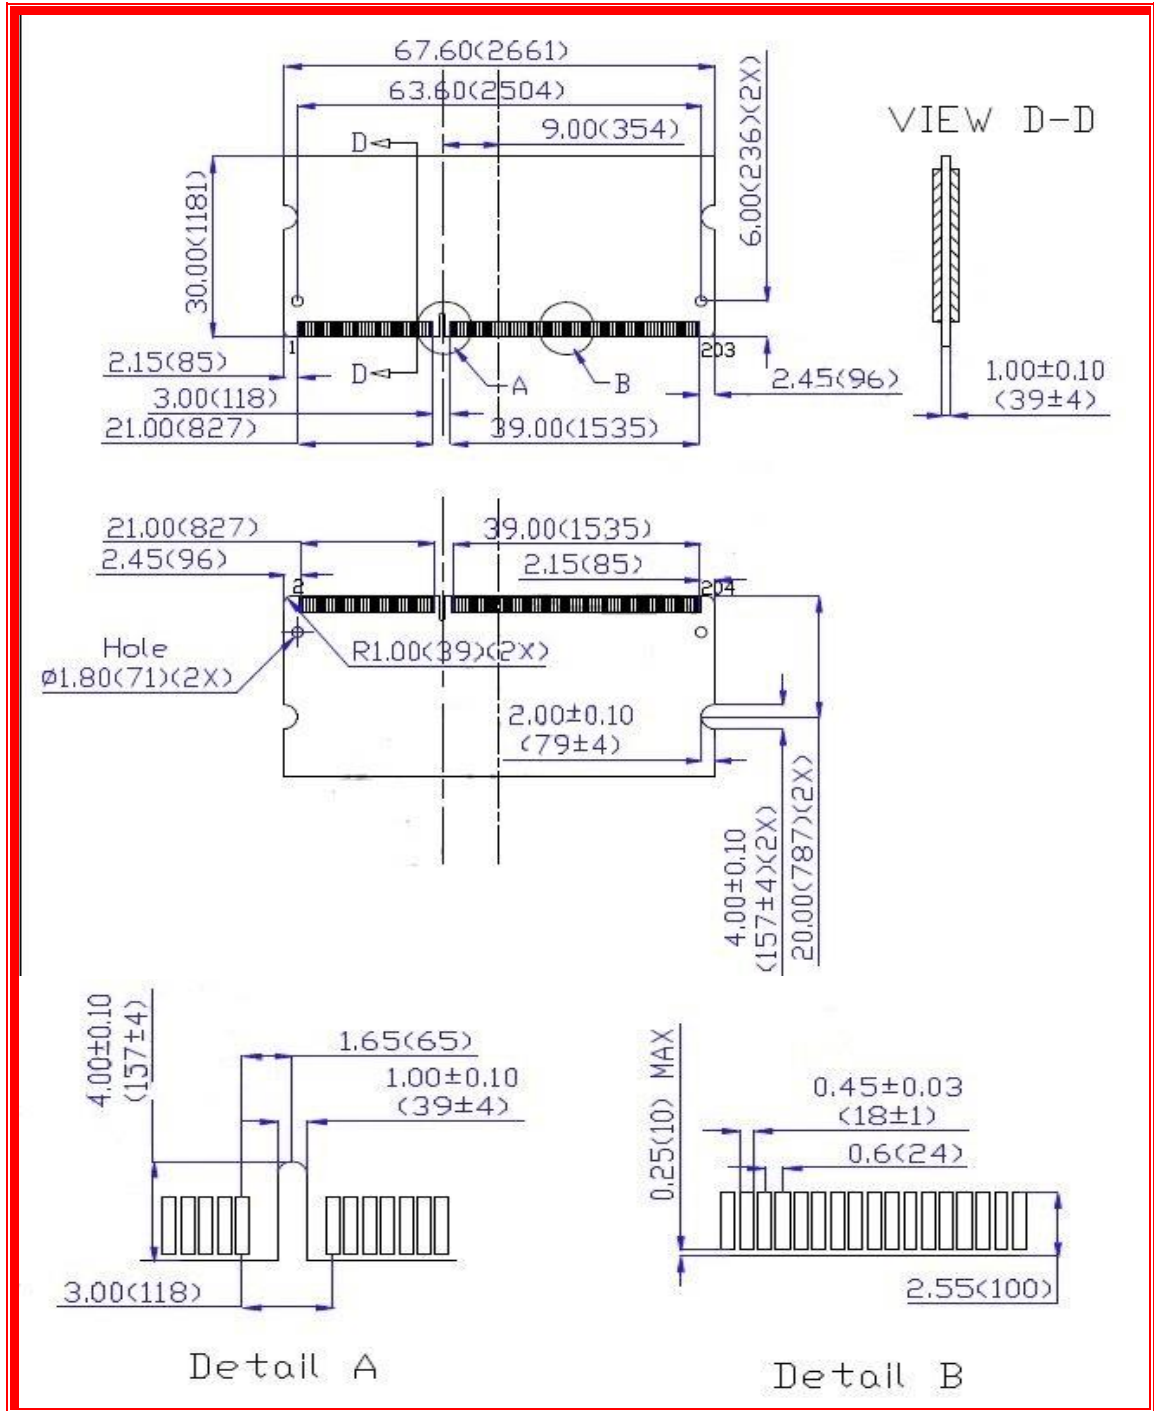 67.60(2661)
63.60(2504)
9.00(354)
6.00(236)(2X)
VIEW D-D
D
30.00(1181)
1
203
2.15(85)
D
A
B
2.45(96)
1.00±0.10
(39±4)
3.00(118)
21.00(827)
39.00(1535)
21.00(827)
39.00(1535)
2.45(96)
2.15(85)
2
204
Hole
R1.00(39)(2X)
ø1.80(71)(2X)
2.00±0.10
(79±4)
4.00±0.10
(157±4)(2X)
20.00(787)(2X)
4.00±0.10
(157±4)
1.65(65)
1.00±0.10
(39±4)
3.00(118)
Detail A
0.25(10) MAX
0.45±0.03
(18±1)
0.6(24)
2.55(100)
Detail B